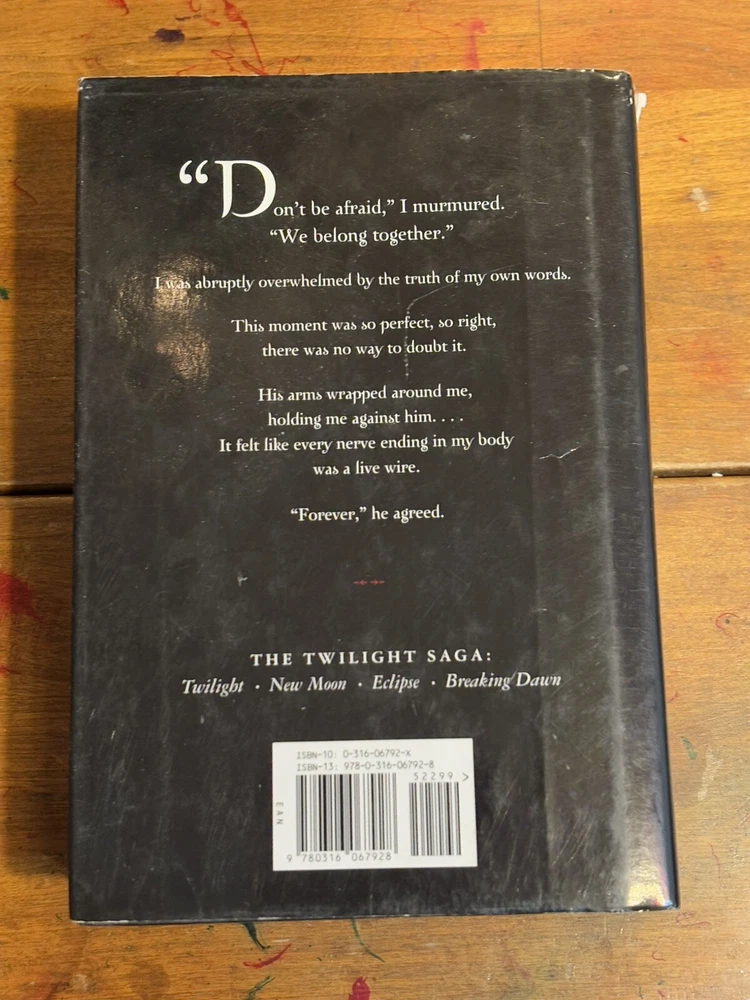 “Don’t be afraid,” I murmured.
“We belong together.”
I was abruptly overwhelmed by the truth of my own words.
This moment was so perfect, so right,
there was no way to doubt it.
His arms wrapped around me,
holding me against him. . . .
It felt like every nerve ending in my body
was a live wire.
“Forever,” he agreed.
THE TWILIGHT SAGA:
Twilight · New Moon · Eclipse · Breaking Dawn
ISBN-10: 0-316-06792-X
ISBN-13: 978-0-316-06792-8
52299>
EAN
9 780316 067928